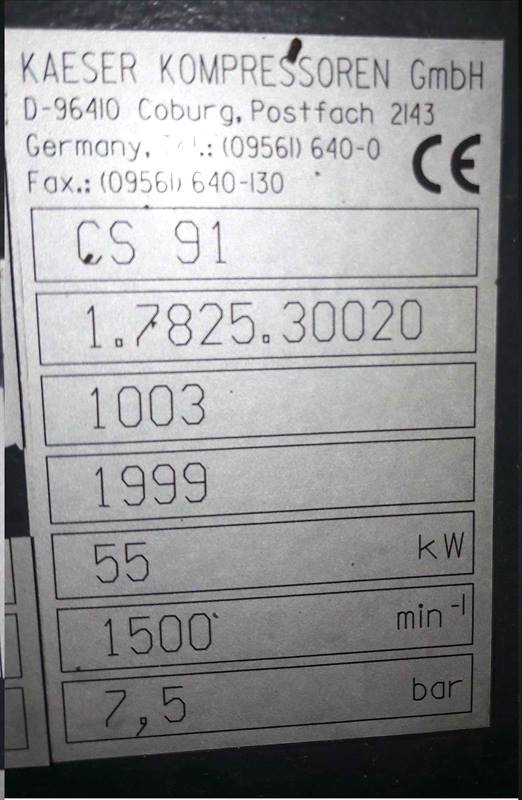 KAESER KOMPRESSOREN GmbH
D-96410 Coburg, Postfach 2143
Germany, .: (09561) 640-0
Fax.: (09561) 640-130
CE
CS 91
1.7825.30020
1003
1999
55 kW
1500 min⁻¹
7,5 bar